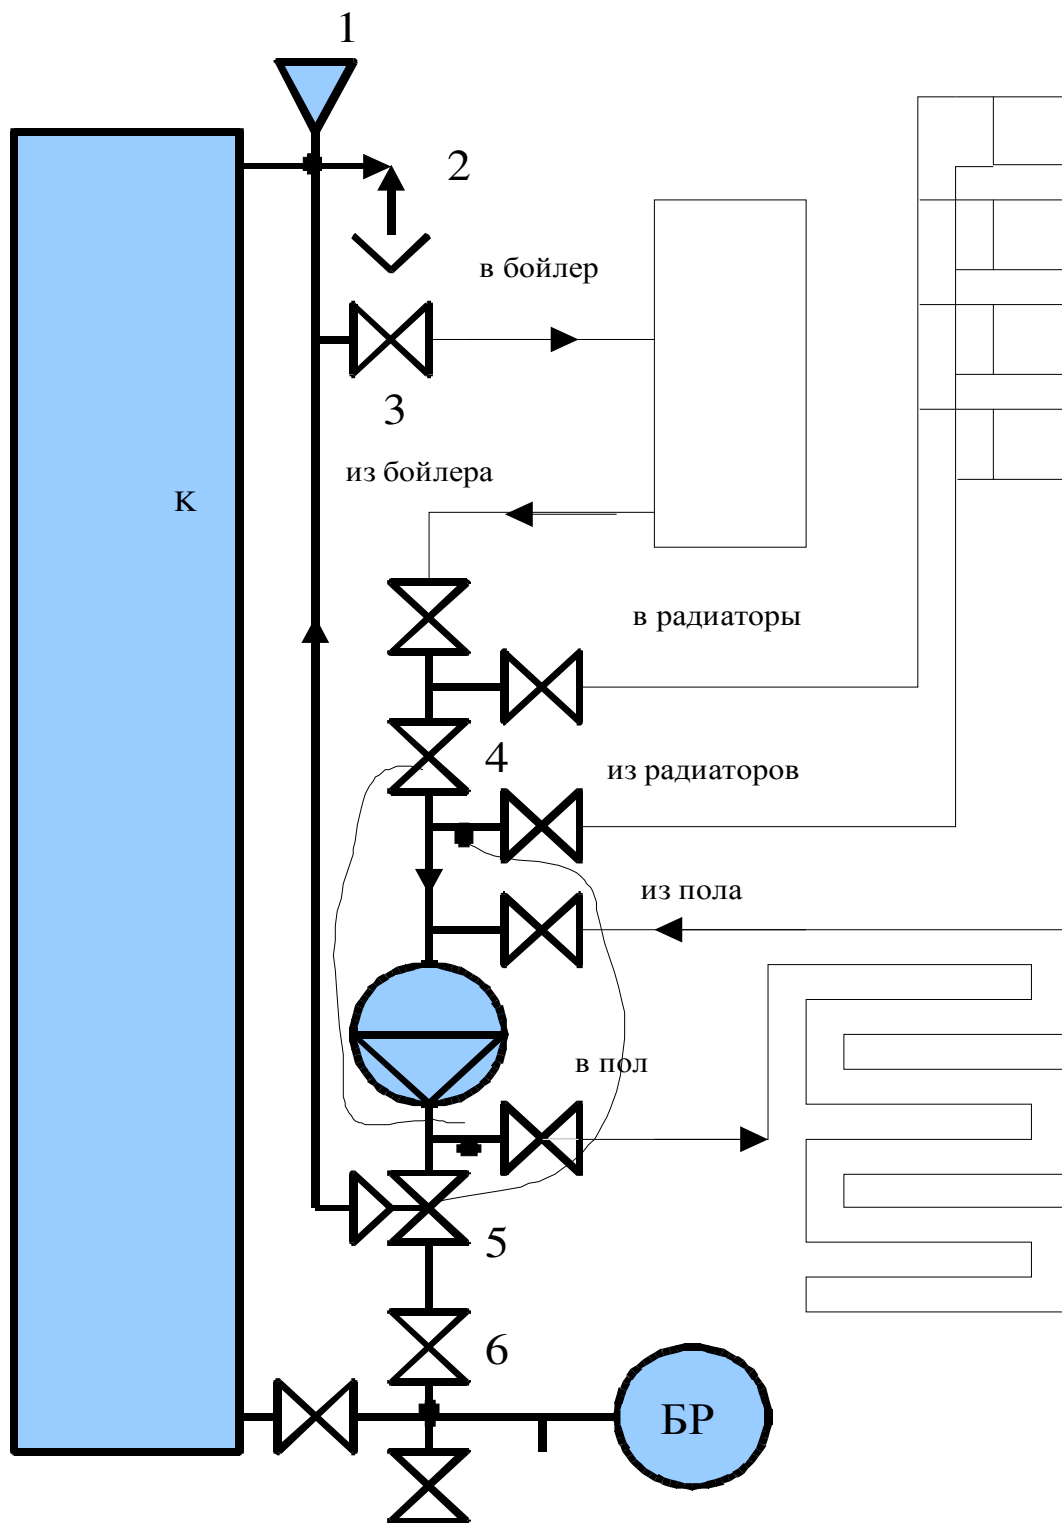 1
2
в бойлер
3
из бойлера
К
в радиаторы
4
из радиаторов
из пола
в пол
5
6
БР